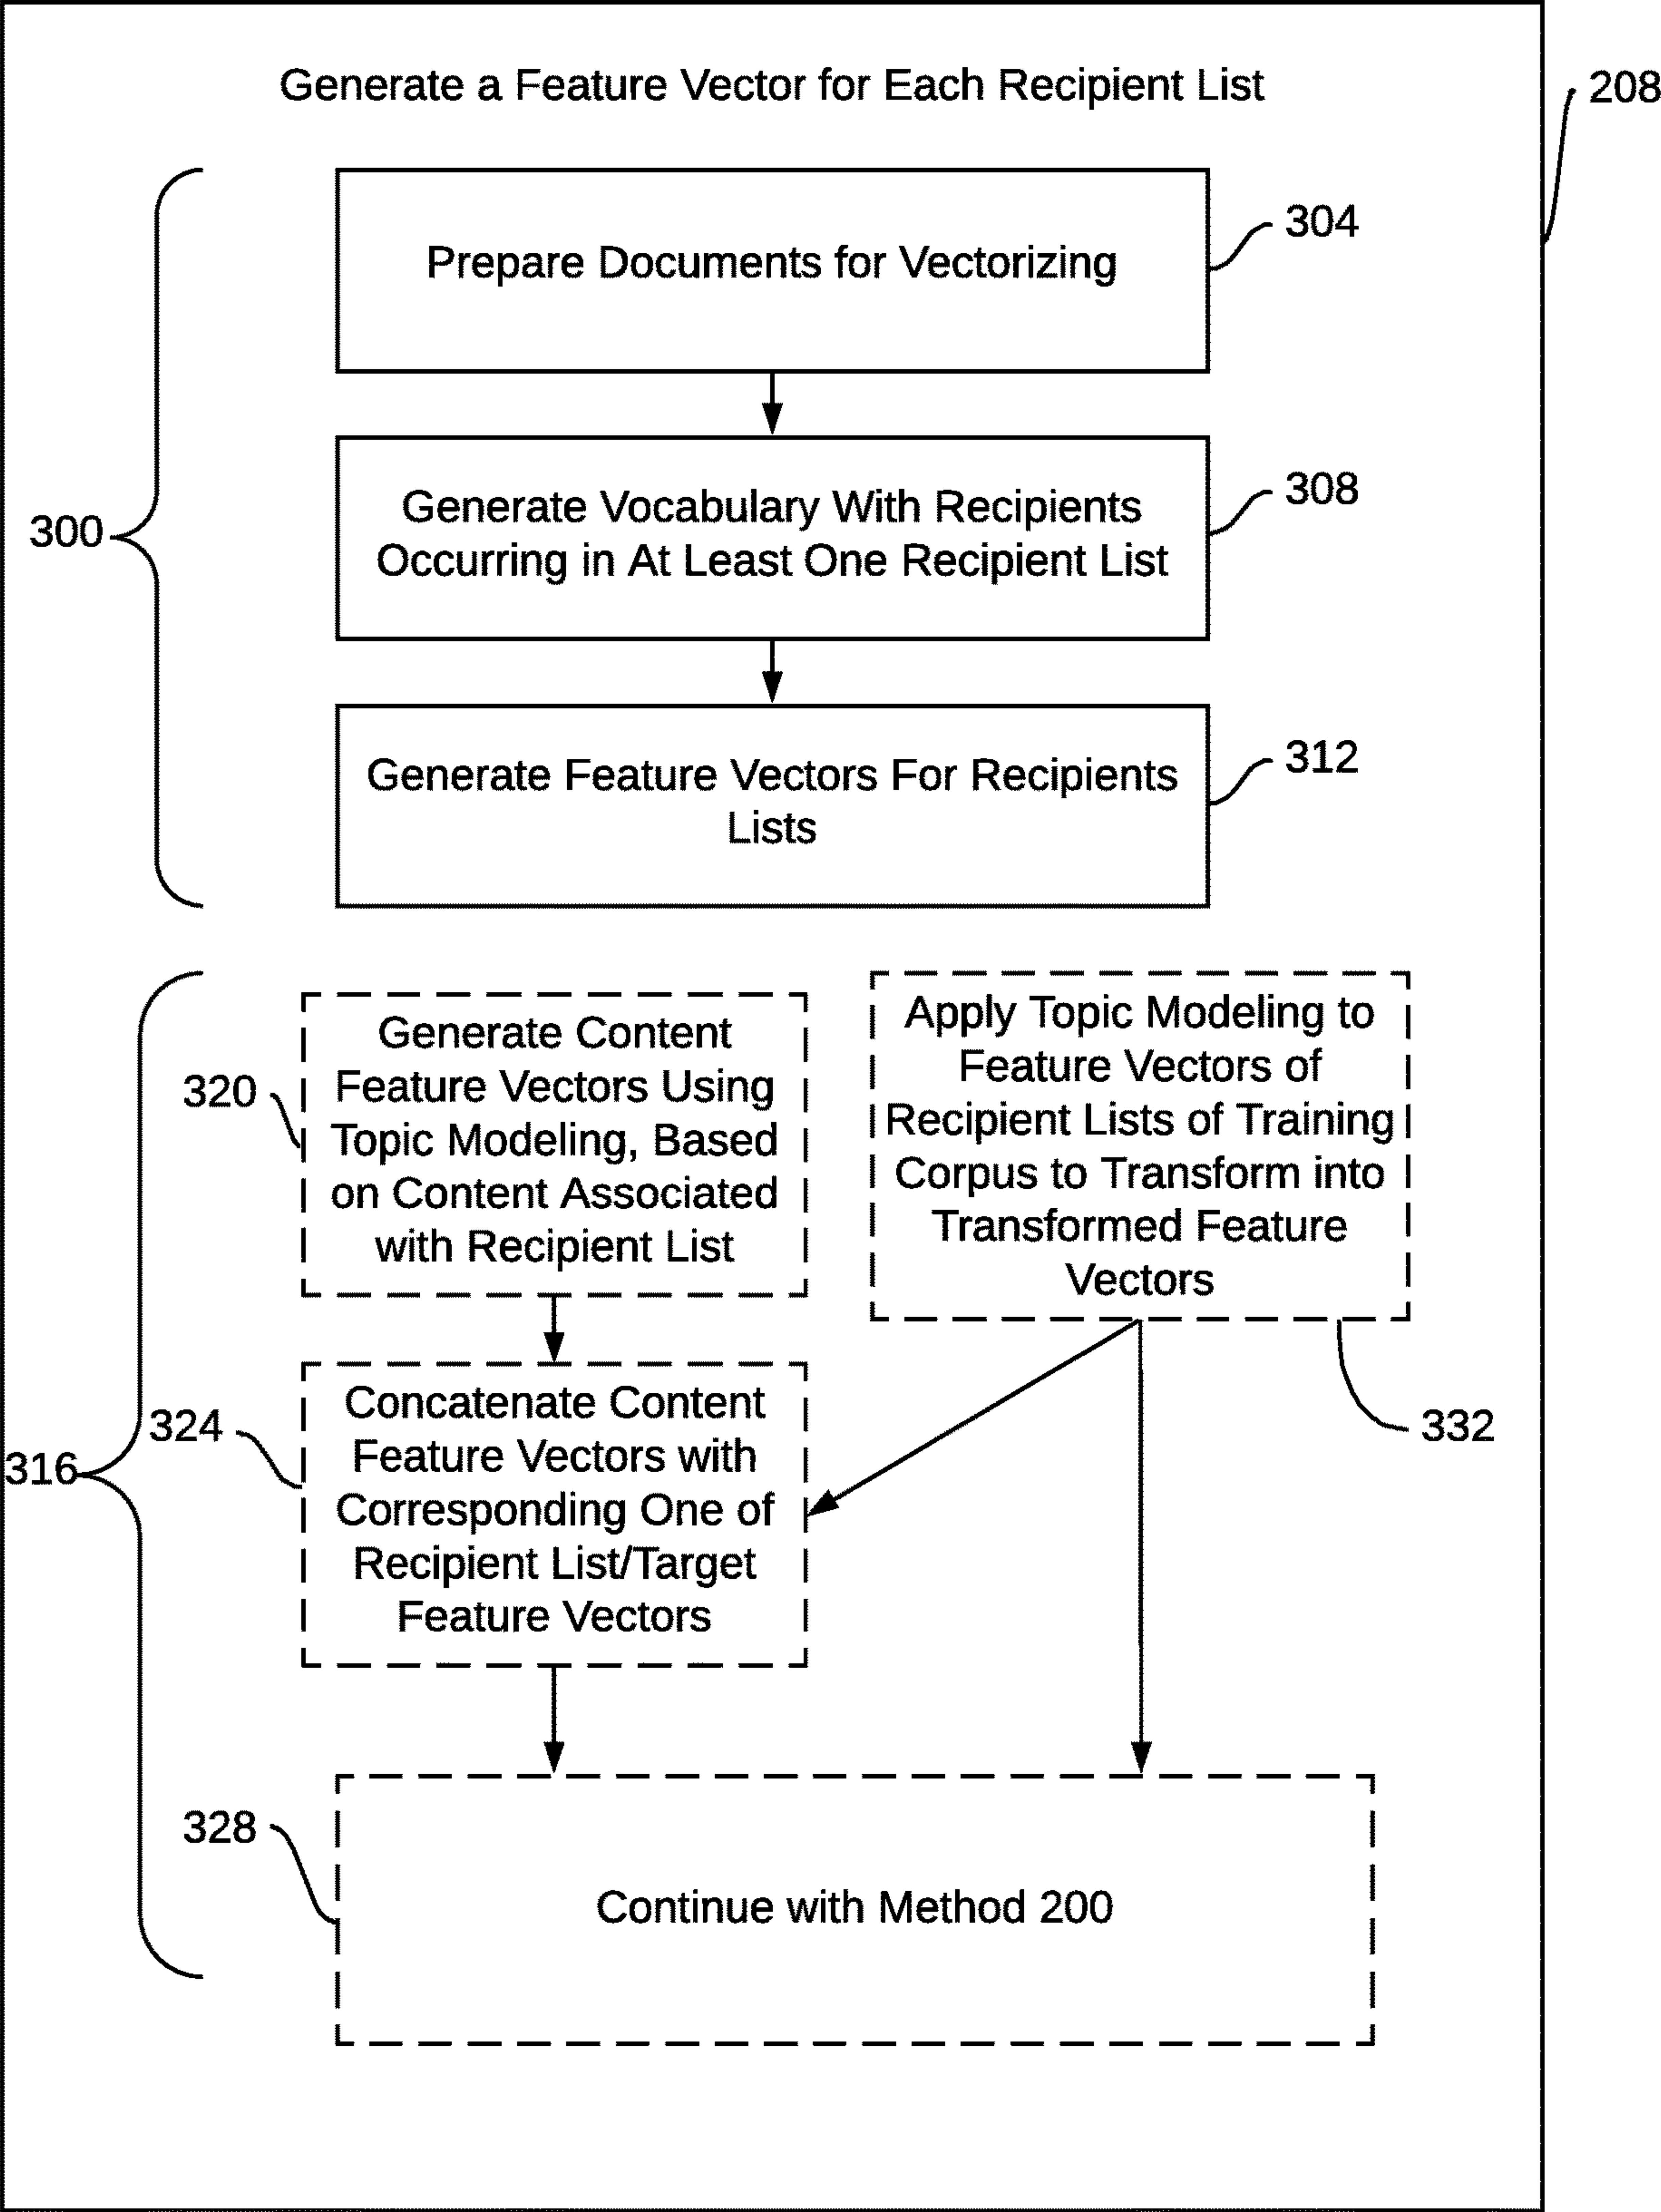 Generate a Feature Vector for Each Recipient List
208
Prepare Documents for Vectorizing
304
300
Generate Vocabulary With Recipients
Occurring in At Least One Recipient List
308
Generate Feature Vectors For Recipients
Lists
312
316
320
Generate Content
Feature Vectors Using
Topic Modeling, Based
on Content Associated
with Recipient List
Apply Topic Modeling to
Feature Vectors of
Recipient Lists of Training
Corpus to Transform into
Transformed Feature
Vectors
332
324
Concatenate Content
Feature Vectors with
Corresponding One of
Recipient List/Target
Feature Vectors
328
Continue with Method 200